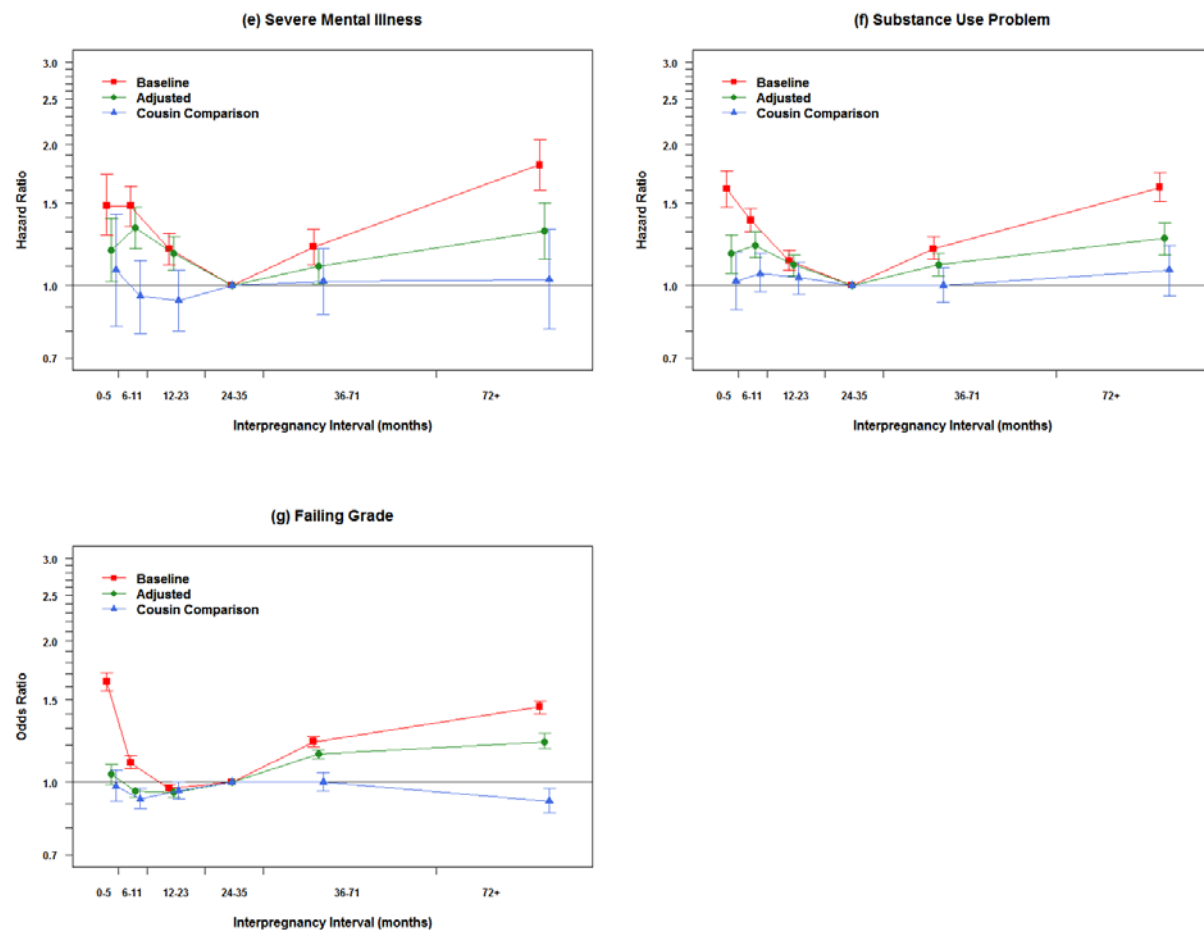 (e) Severe Mental Illness
3.0
2.5
2.0
1.5
1.0
0.7
Hazard Ratio
Baseline
Adjusted
Cousin Comparison
0-5 6-11 12-23 24-35 36-71 72+
Interpregnancy Interval (months)
(f) Substance Use Problem
3.0
2.5
2.0
1.5
1.0
0.7
Hazard Ratio
Baseline
Adjusted
Cousin Comparison
0-5 6-11 12-23 24-35 36-71 72+
Interpregnancy Interval (months)
(g) Failing Grade
3.0
2.5
2.0
1.5
1.0
0.7
Odds Ratio
Baseline
Adjusted
Cousin Comparison
0-5 6-11 12-23 24-35 36-71 72+
Interpregnancy Interval (months)